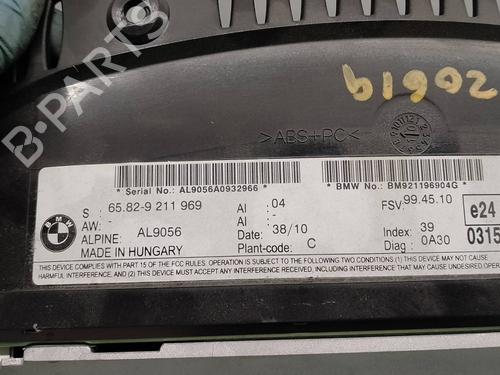 B-PARTS
b1902
20619
>ABS+PC<
* Serial No.: AL9056A0932966 *
* BMW No.: BM921196904G *
S : 65.82-9 211 969
AI : 04
FSV: 99.45.10
e24
AW: -
AI : -
ALPINE: AL9056
Date : 38/10
Index : 39
0315
MADE IN HUNGARY
Plant-code: C
Diag : 0A30
BMW
THIS DEVICE COMPLIES WITH PART 15 OF THE FCC RULES. OPERATION IS SUBJECT TO THE FOLLOWING TWO CONDITIONS: (1) THIS DEVICE MAY NOT CAUSE
HARMFUL INTERFERENCE, AND (2) THIS DEVICE MUST ACCEPT ANY INTERFERENCE RECEIVED, INCLUDING INTERFERENCE THAT MAY CAUSE UNDESIRED OPERATION.